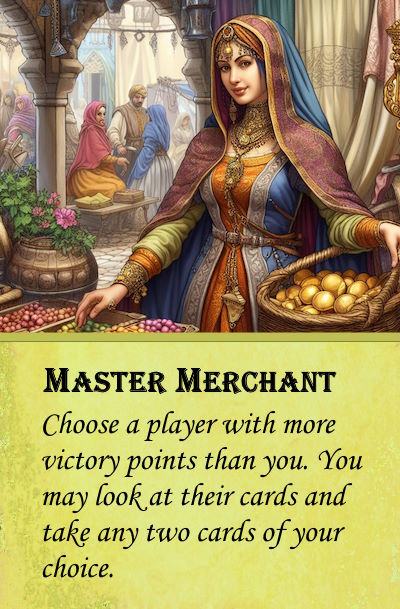 Master Merchant
Choose a player with more
victory points than you. You
may look at their cards and
take any two cards of your
choice.